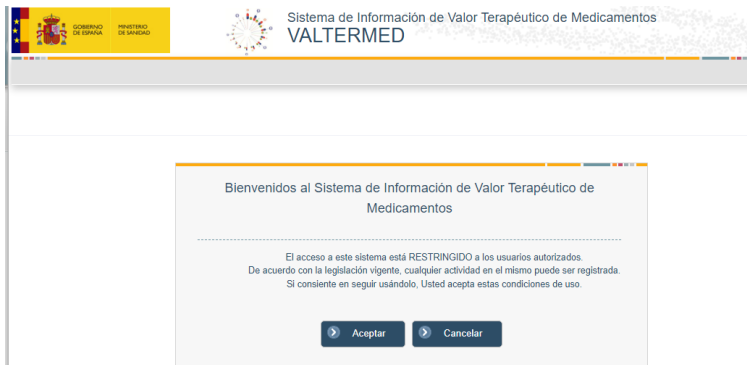 GOBIERNO
DE ESPAÑA
MINISTERIO
DE SANIDAD
Sistema de Información de Valor Terapéutico de Medicamentos
VALTERMED
Bienvenidos al Sistema de Información de Valor Terapéutico de
Medicamentos
El acceso a este sistema está RESTRINGIDO a los usuarios autorizados.
De acuerdo con la legislación vigente, cualquier actividad en el mismo puede ser registrada.
Si consiente en seguir usándolo, Usted acepta estas condiciones de uso.
Aceptar
Cancelar